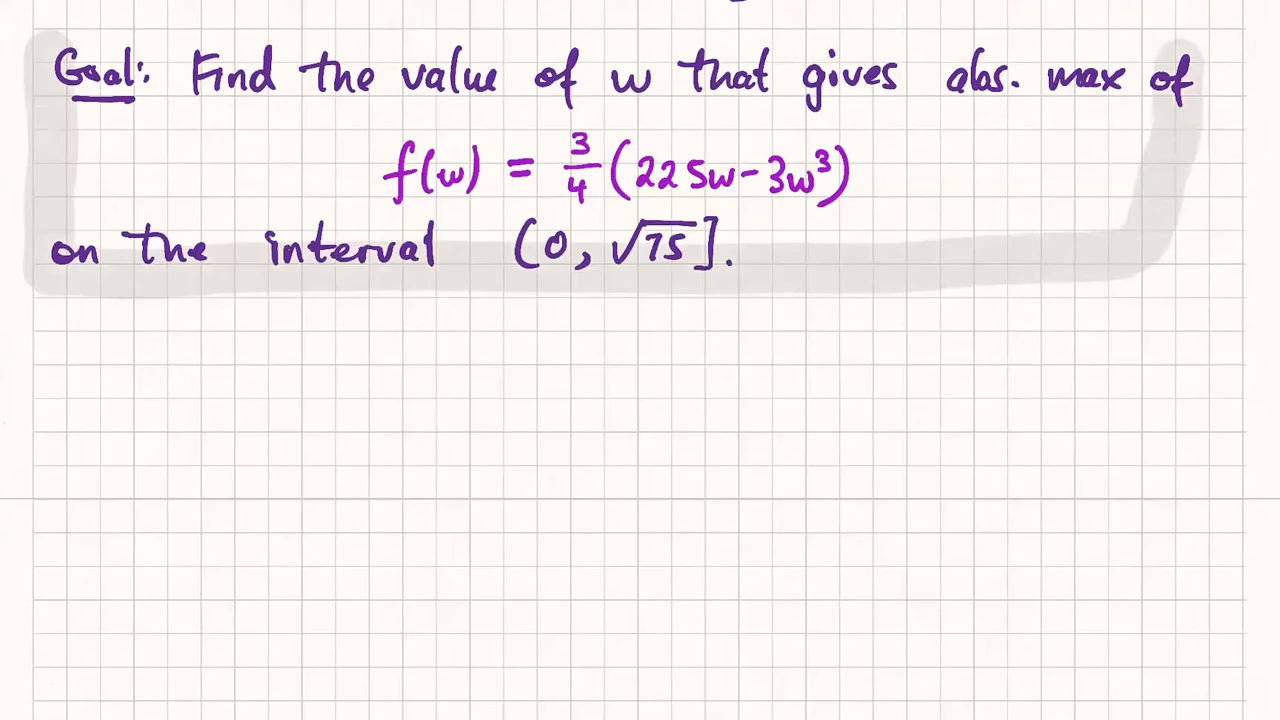 Goal: Find the value of w that gives abs. max of
f(w) = 3/4 (225w - 3w³)
on the interval (0, √75].